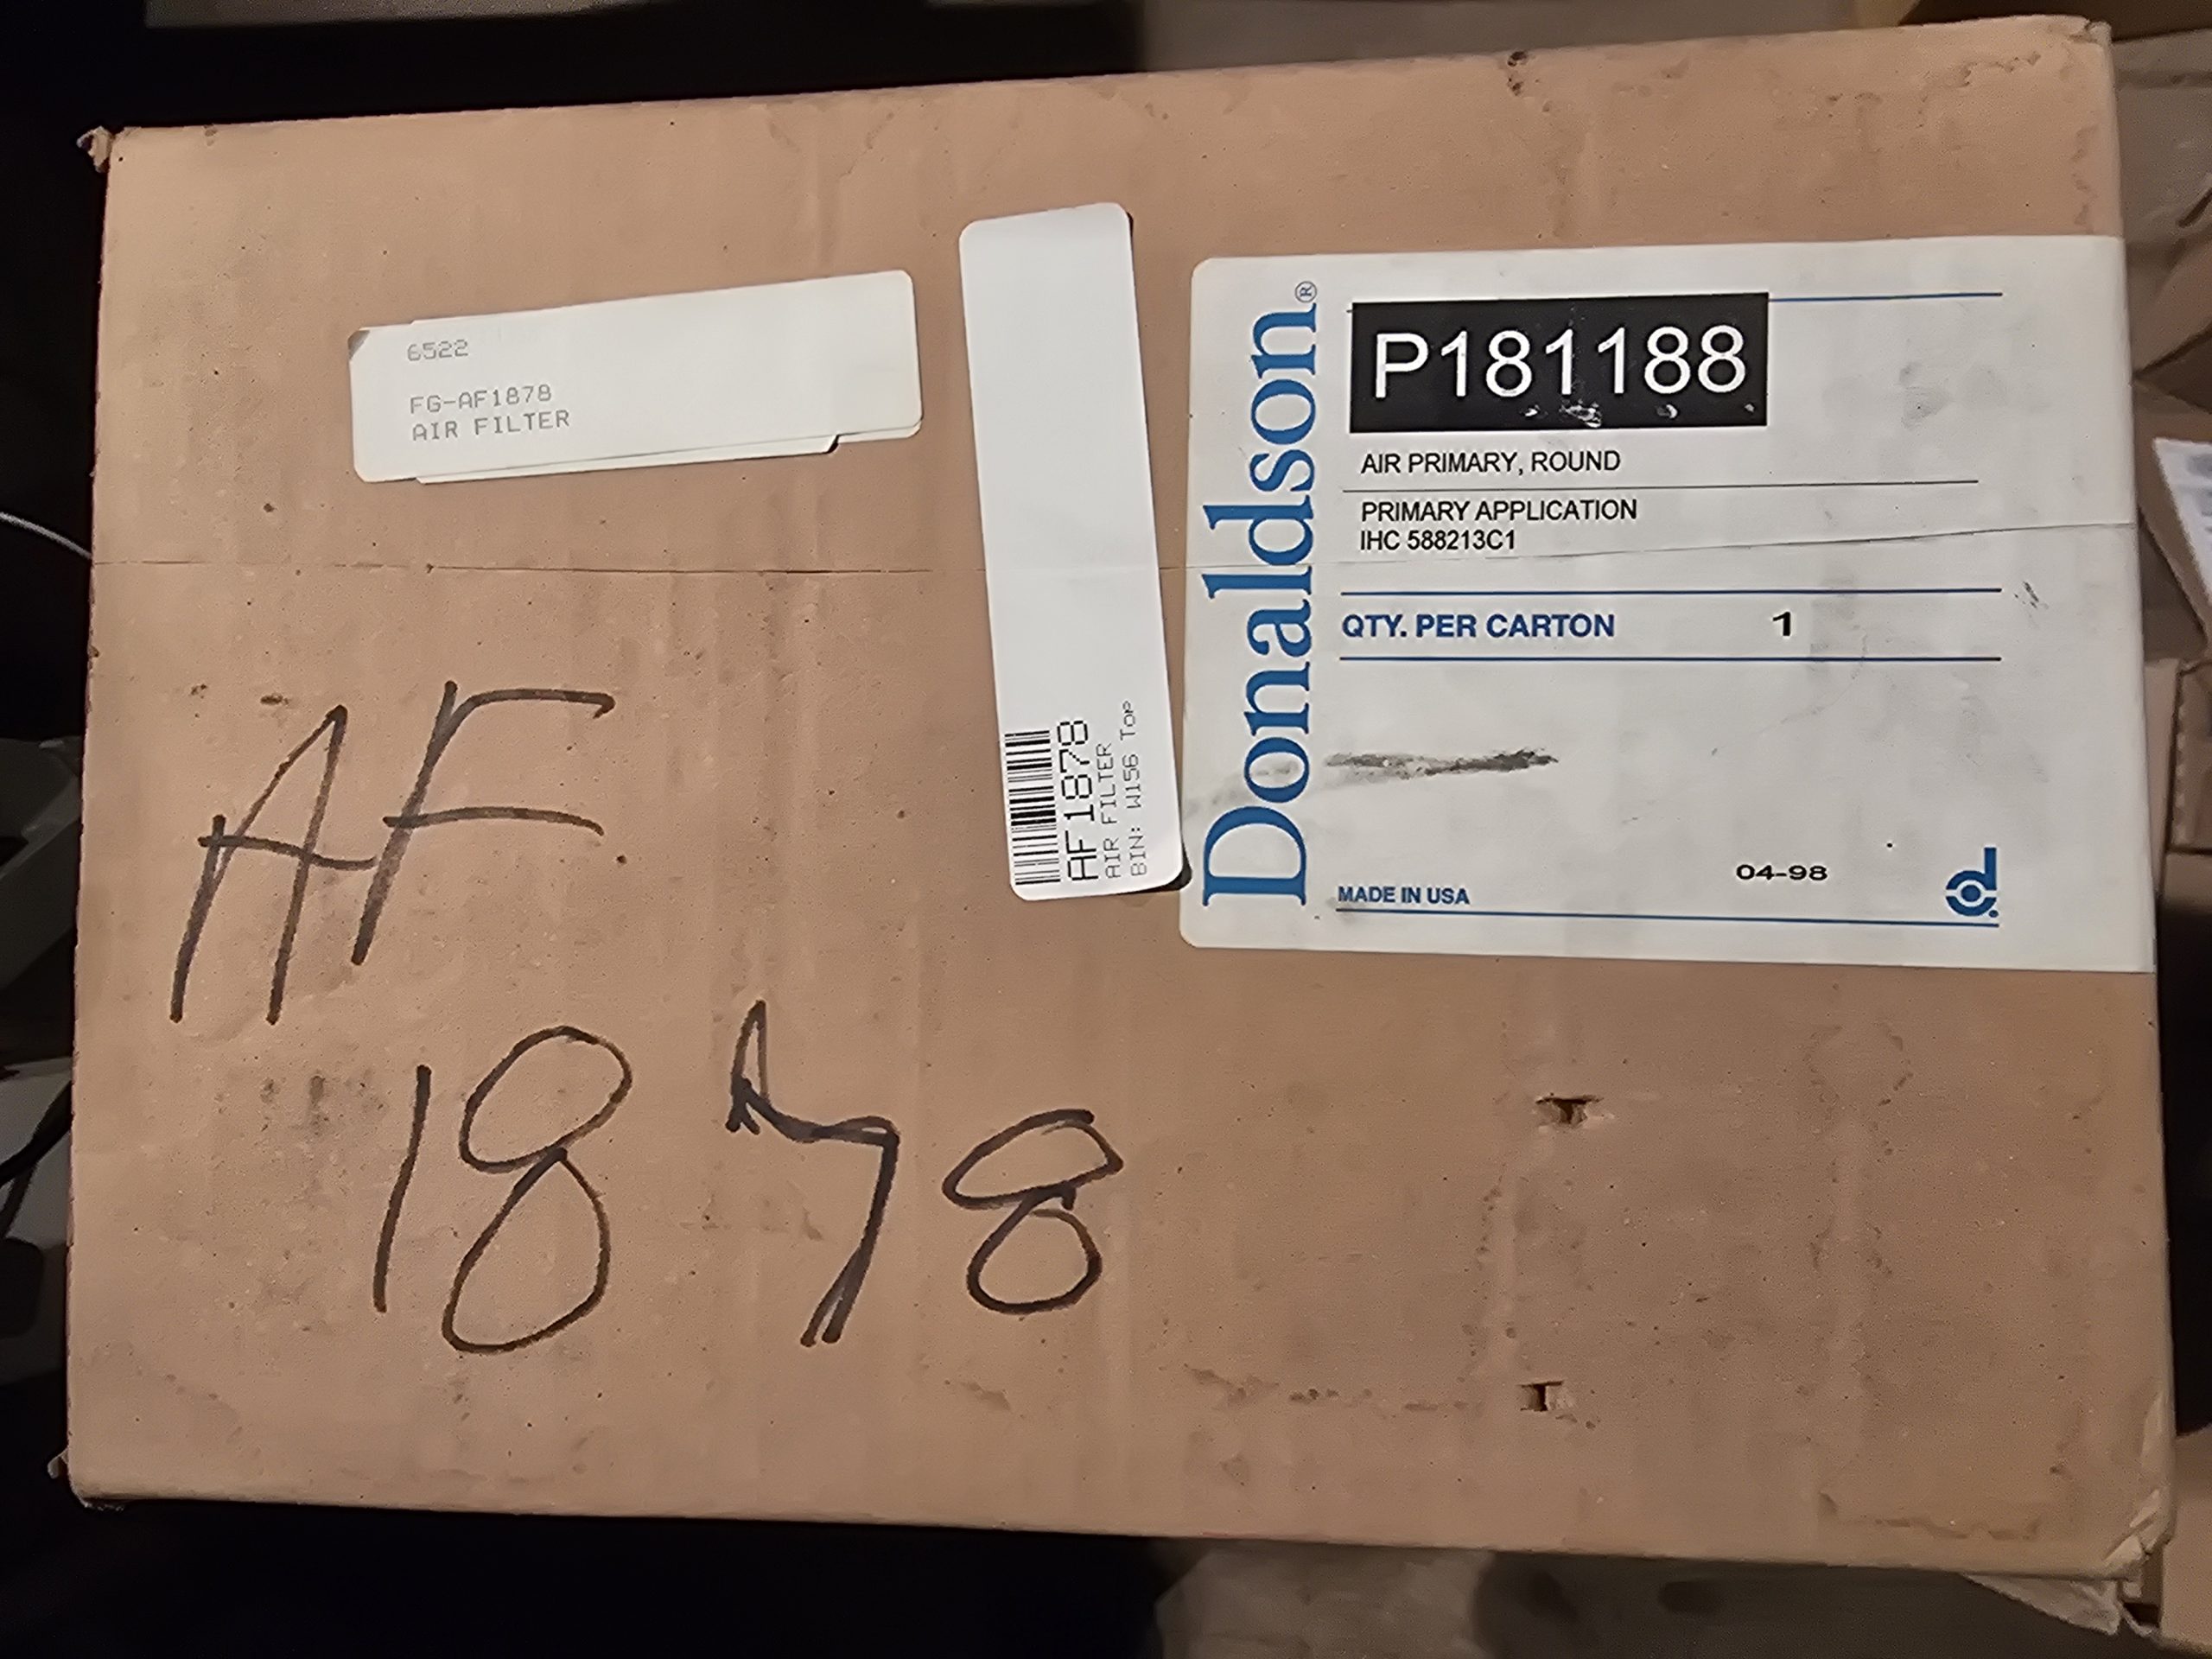 6522
FG-AF1878
AIR FILTER
AF1878
AIR FILTER
BIN: W156 TOP
Donaldson®
P181188
AIR PRIMARY, ROUND
PRIMARY APPLICATION
IHC 588213C1
QTY. PER CARTON 1
MADE IN USA 04-98
AF
1878